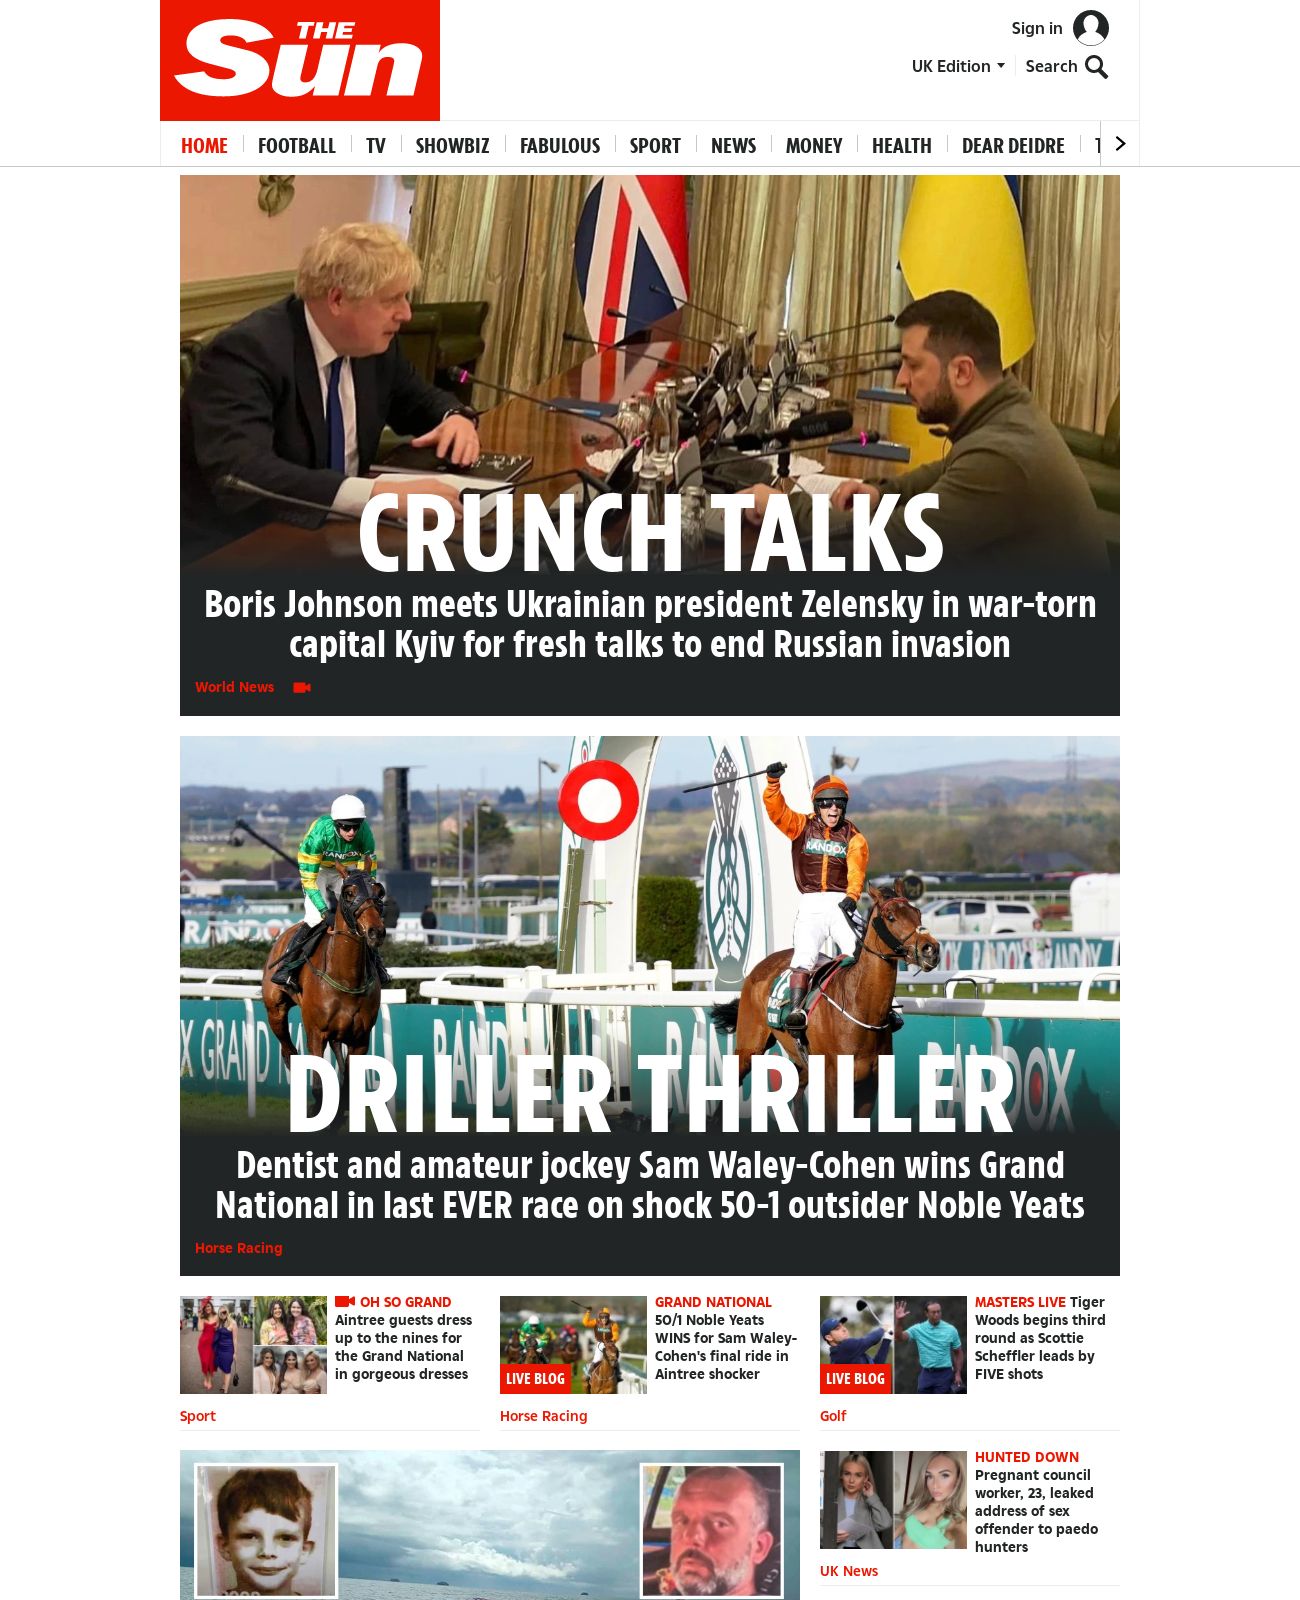 THE
Sun
Sign in
UK Edition
Search
HOME
FOOTBALL
TV
SHOWBIZ
FABULOUS
SPORT
NEWS
MONEY
HEALTH
DEAR DEIDRE
CRUNCH TALKS
Boris Johnson meets Ukrainian president Zelensky in war-torn
capital Kyiv for fresh talks to end Russian invasion
World News
RANDOX
RANDOX
RANDOX
RANDOX
X GRAND N
RANDOX
DRILLER THRILLER
Dentist and amateur jockey Sam Waley-Cohen wins Grand
National in last EVER race on shock 50-1 outsider Noble Yeats
Horse Racing
OH SO GRAND
Aintree guests dress
up to the nines for
the Grand National
in gorgeous dresses
Sport
LIVE BLOG
GRAND NATIONAL
50/1 Noble Yeats
WINS for Sam Waley-
Cohen's final ride in
Aintree shocker
Horse Racing
LIVE BLOG
MASTERS LIVE Tiger
Woods begins third
round as Scottie
Scheffler leads by
FIVE shots
Golf
HUNTED DOWN
Pregnant council
worker, 23, leaked
address of sex
offender to paedo
hunters
UK News